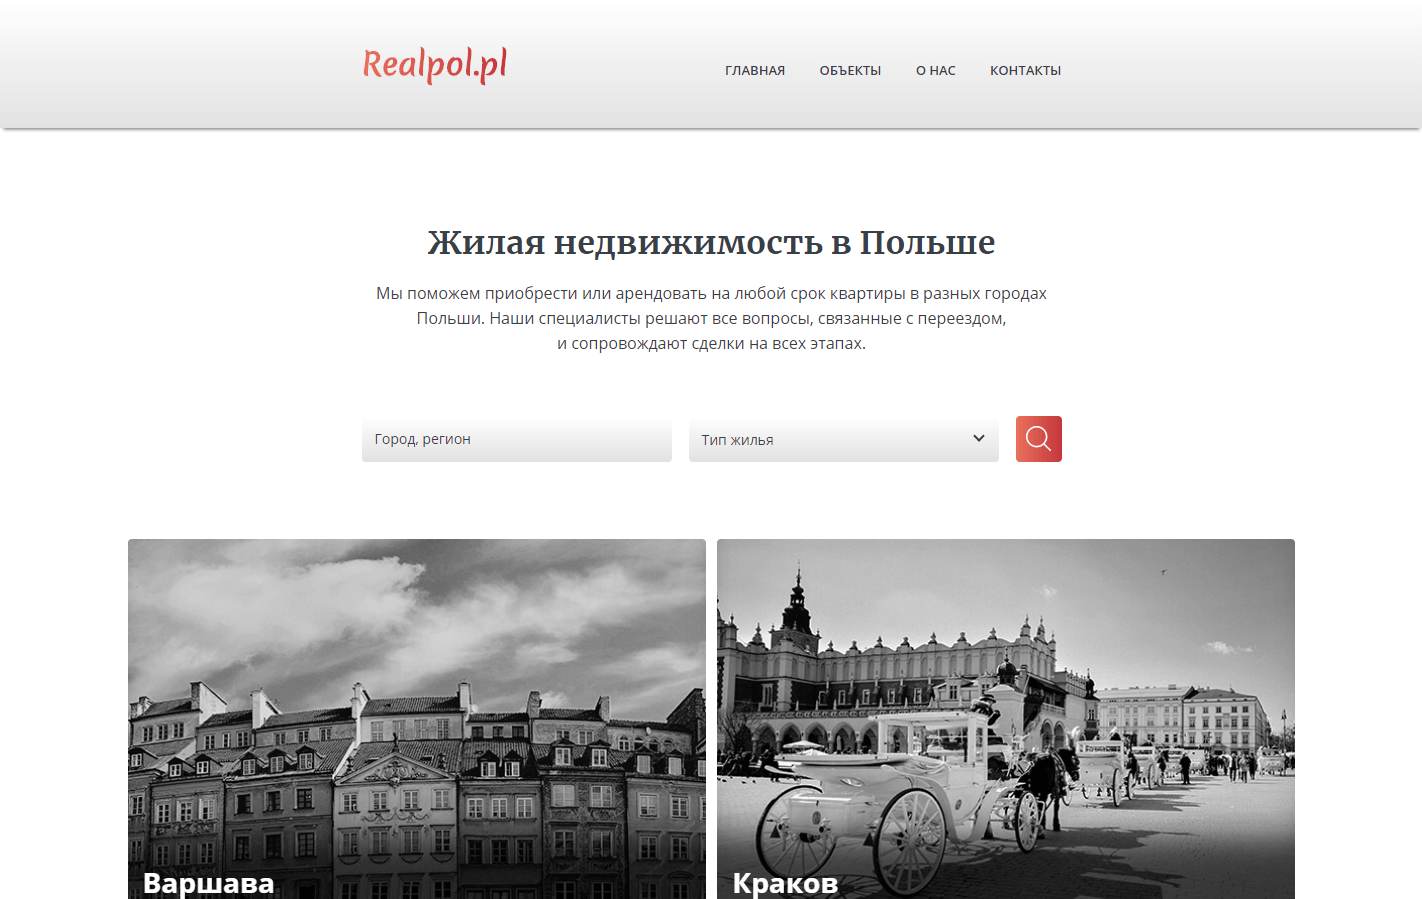 Realpol.pl
ГЛАВНАЯ ОБЪЕКТЫ О НАС КОНТАКТЫ
Жилая недвижимость в Польше
Мы поможем приобрести или арендовать на любой срок квартиры в разных городах
Польши. Наши специалисты решают все вопросы, связанные с переездом,
и сопровождают сделки на всех этапах.
Город, регион
Тип жилья
Варшава
Краков